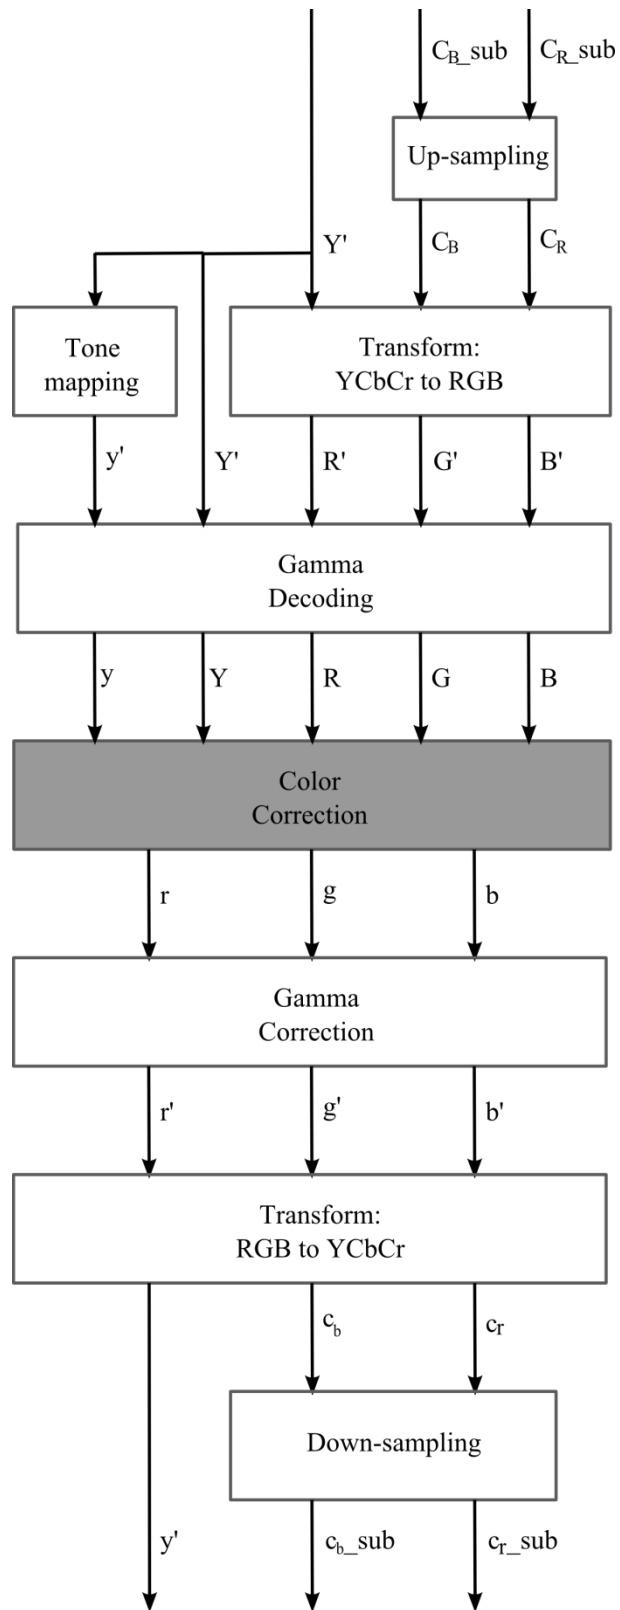 C_B_sub C_R_sub
Up-sampling
Y' C_B C_R
Tone
mapping
Transform:
YCbCr to RGB
y' Y' R' G' B'
Gamma
Decoding
y Y R G B
Color
Correction
r g b
Gamma
Correction
r' g' b'
Transform:
RGB to YCbCr
c_b c_r
Down-sampling
y' c_b_sub c_r_sub